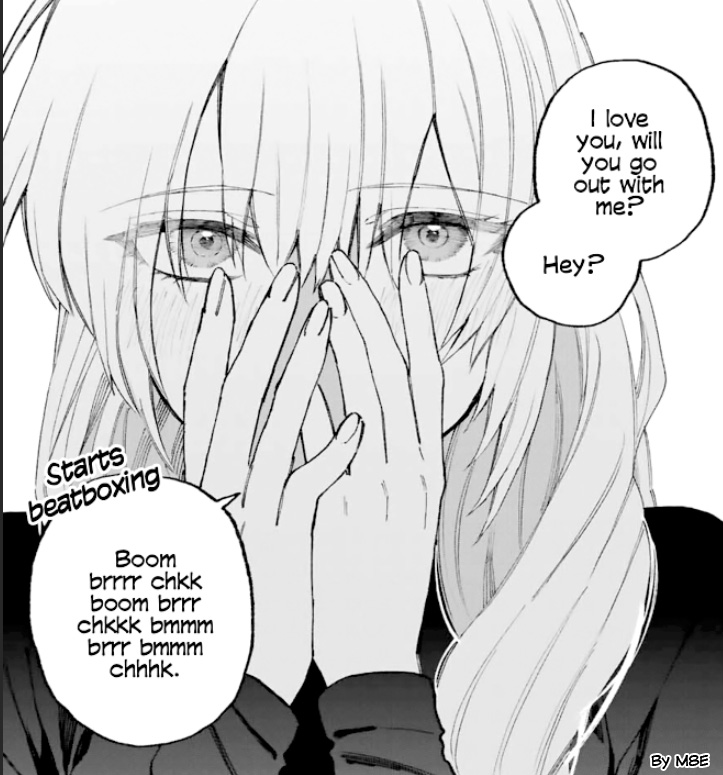 I love
you, will
you go
out with
me?
Hey?
Starts
beatboxing
Boom
brrrr chkk
boom brrr
chkkk bmmm
brrr bmmm
chhhk.
By M8E